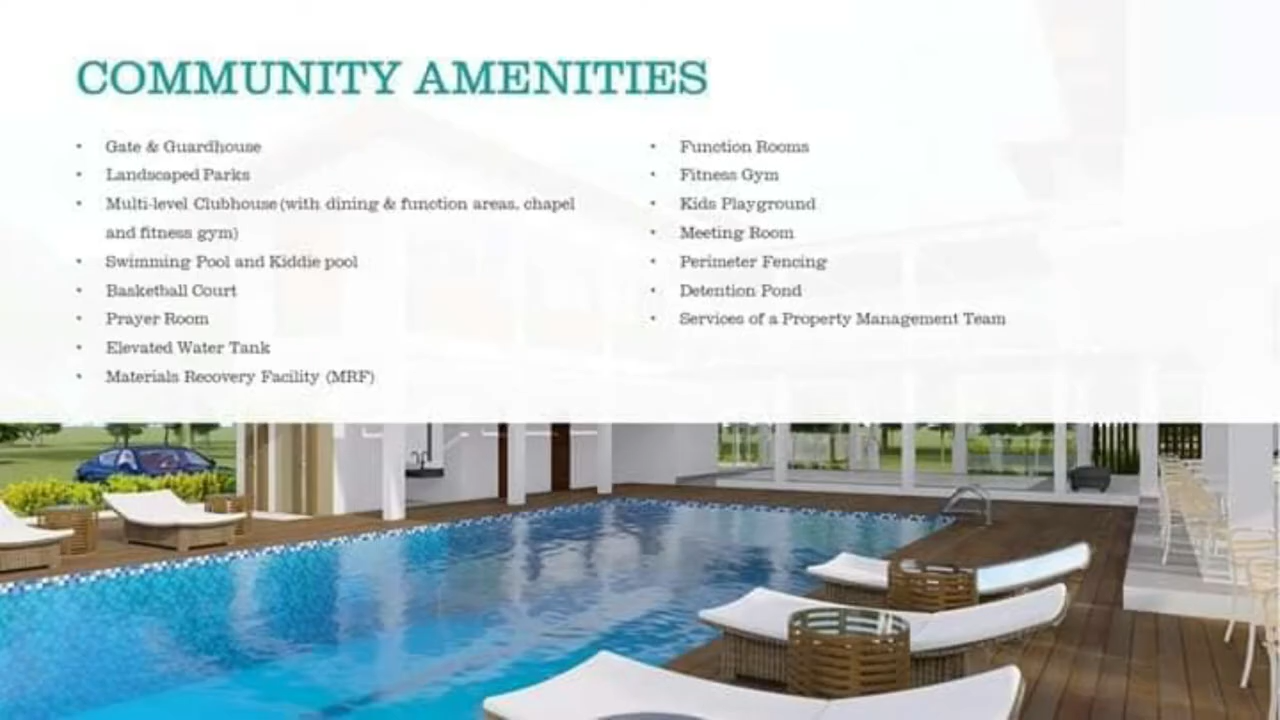 COMMUNITY AMENITIES
• Gate & Guardhouse
• Landscaped Parks
• Multi-level Clubhouse (with dining & function areas, chapel
and fitness gym)
• Swimming Pool and Kiddie pool
• Basketball Court
• Prayer Room
• Elevated Water Tank
• Materials Recovery Facility (MRF)
• Function Rooms
• Fitness Gym
• Kids Playground
• Meeting Room
• Perimeter Fencing
• Detention Pond
• Services of a Property Management Team